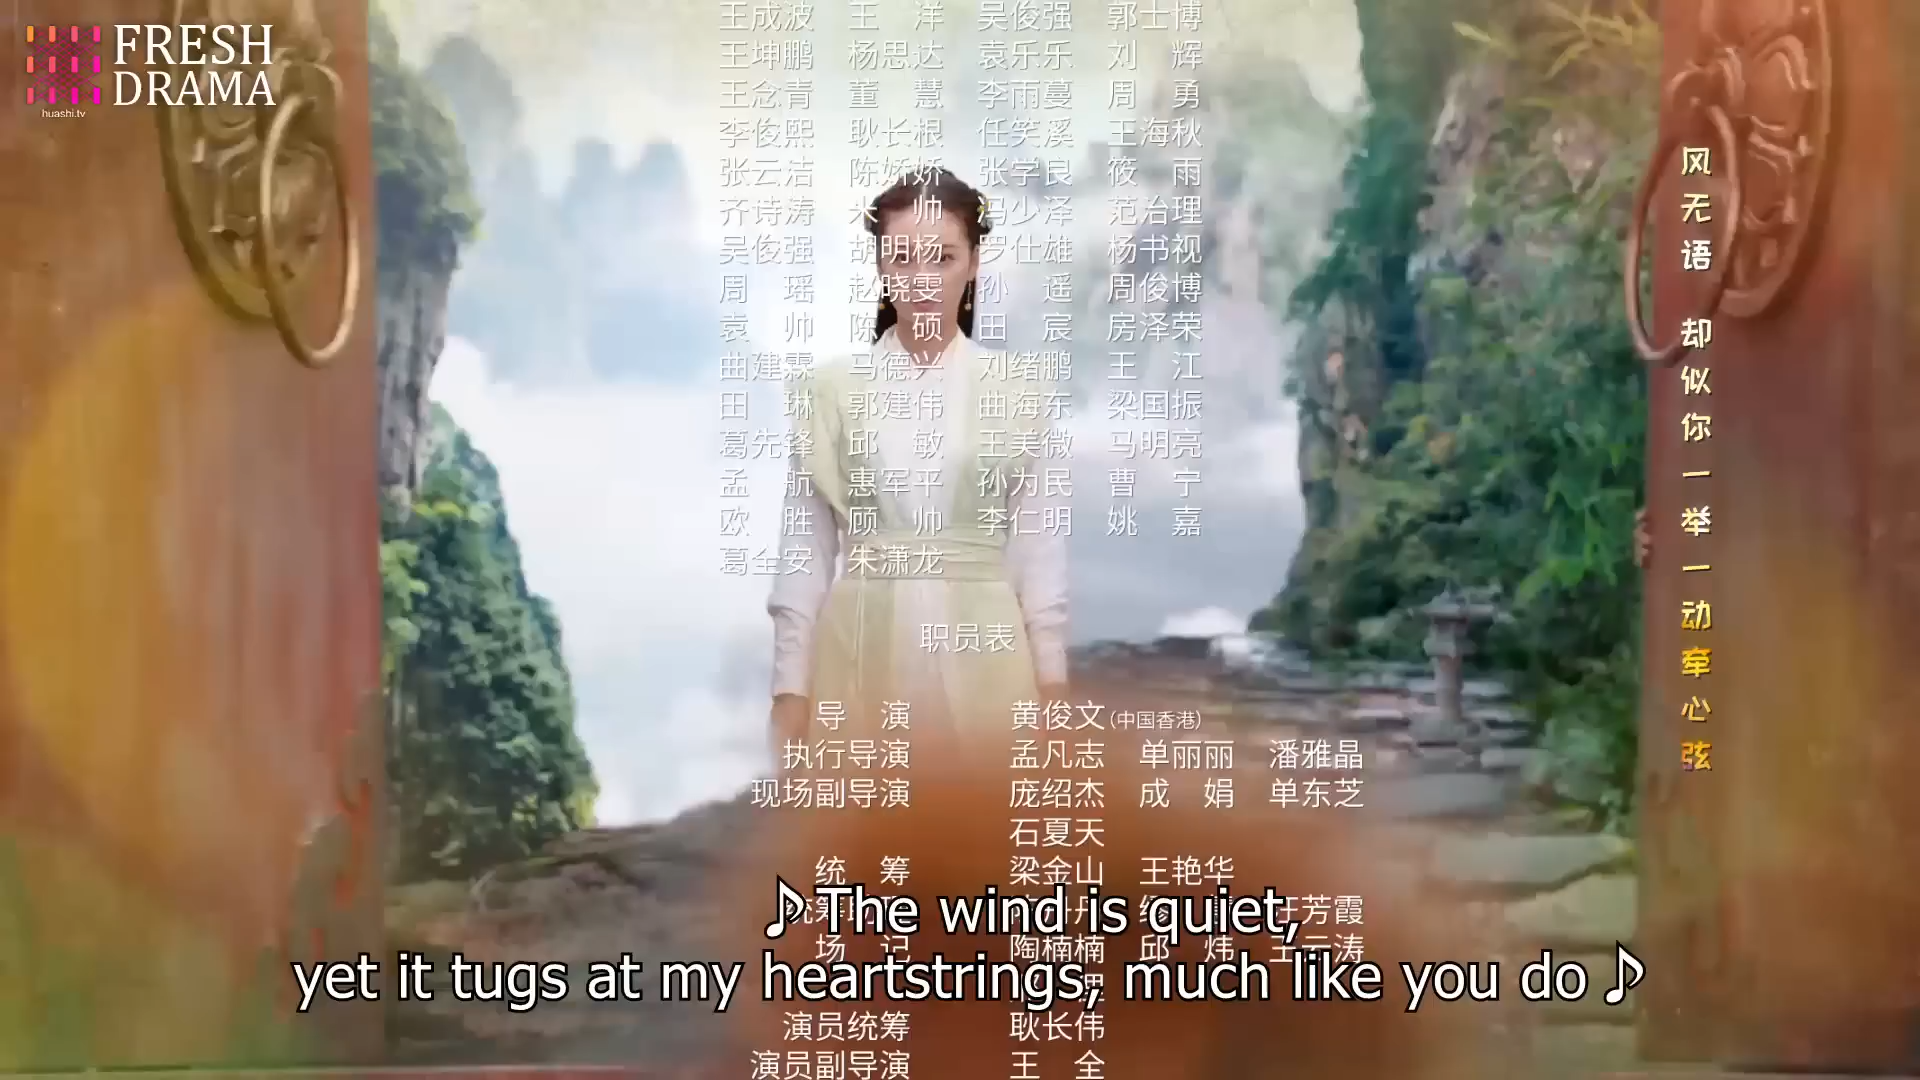 FRESH
DRAMA
huashi.tv
王成波 王 洋 吴俊强 郭士博
王坤鹏 杨思达 袁乐乐 刘 辉
王念青 董 慧 李雨蔓 周 勇
李俊熙 耿长根 任笑溪 王海秋
张云洁 陈娇娇 张学良 筱 雨
齐诗涛 米 帅 冯少泽 范治理
吴俊强 胡明杨 罗仕雄 杨书视
周 瑶 赵晓雯 孙 遥 周俊博
袁 帅 陈 硕 田 宸 房泽荣
曲建霖 马德兴 刘绪鹏 王 江
田 琳 郭建伟 曲海东 梁国振
葛先锋 邱 敏 王美微 马明亮
孟 航 惠军平 孙为民 曹 宁
欧 胜 顾 帅 李仁明 姚 嘉
葛全安 朱潇龙
职员表
导 演 黄俊文(中国香港)
执行导演 孟凡志 单丽丽 潘雅晶
现场副导演 庞绍杰 成 娟 单东芝
石夏天
统 筹 梁金山 王艳华
芳霞
场 记 陶楠楠 邱 炜 王云涛
演员统筹 耿长伟
演员副导演 王 全
风无语 却似你一举一动牵心弦
♪The wind is quiet,
yet it tugs at my heartstrings, much like you do♪